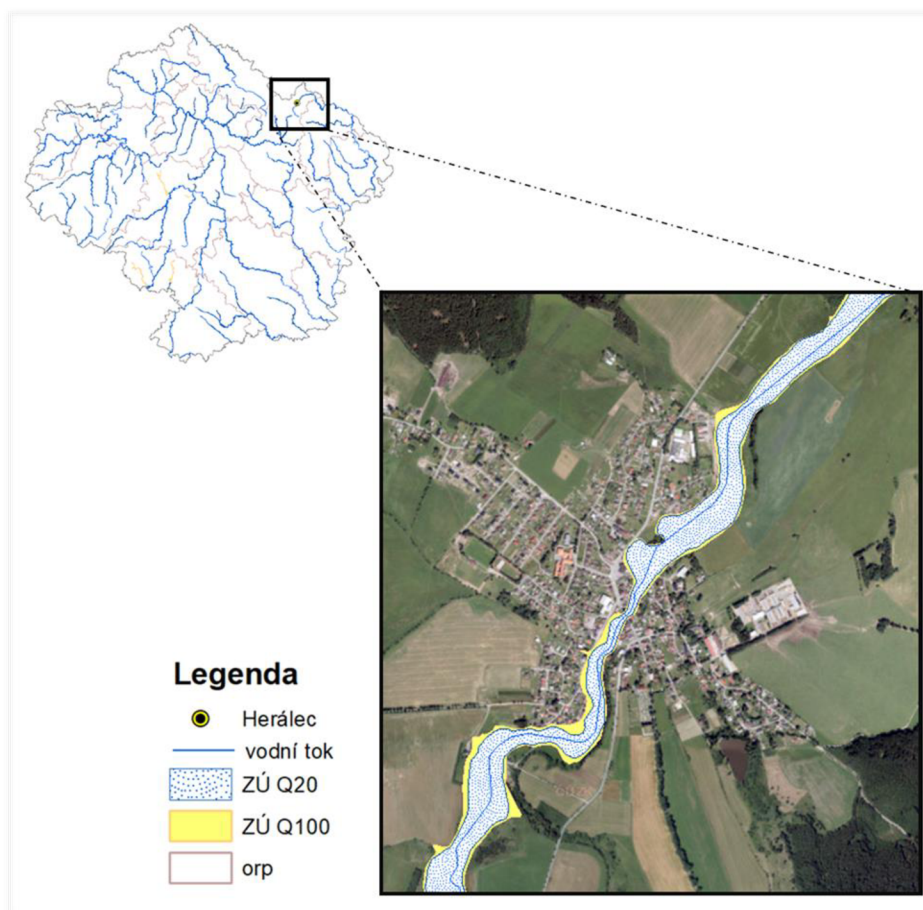 Legenda
Herálec
vodní tok
ZÚ Q20
ZÚ Q100
orp